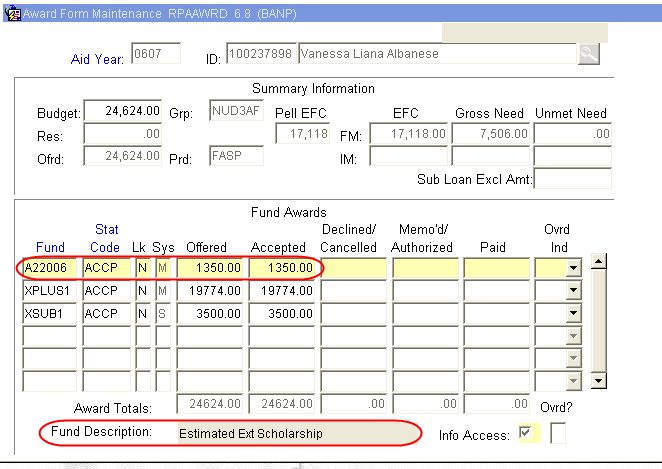 Award Form Maintenance RPAAWRD 6.8 (BANP)
Aid Year: 0607 ID: 100237898 Vanessa Liana Albanese
Summary Information
Budget: 24,624.00 Grp: NUD3AF Pell EFC EFC Gross Need Unmet Need
Res: .00 17,118 FM: 17,118.00 7,506.00 .00
Ofrd: 24,624.00 Prd: FASP IM:
Sub Loan Excl Amt:
Fund Awards
Stat Declined/ Memo'd/ Ovrd
Fund Code Lk Sys Offered Accepted Cancelled Authorized Paid Ind
A22006 ACCP N M 1350.00 1350.00
XPLUS1 ACCP N M 19774.00 19774.00
XSUB1 ACCP N S 3500.00 3500.00
Award Totals: 24624.00 24624.00 .00 .00 .00 Ovrd?
Fund Description: Estimated Ext Scholarship Info Access: